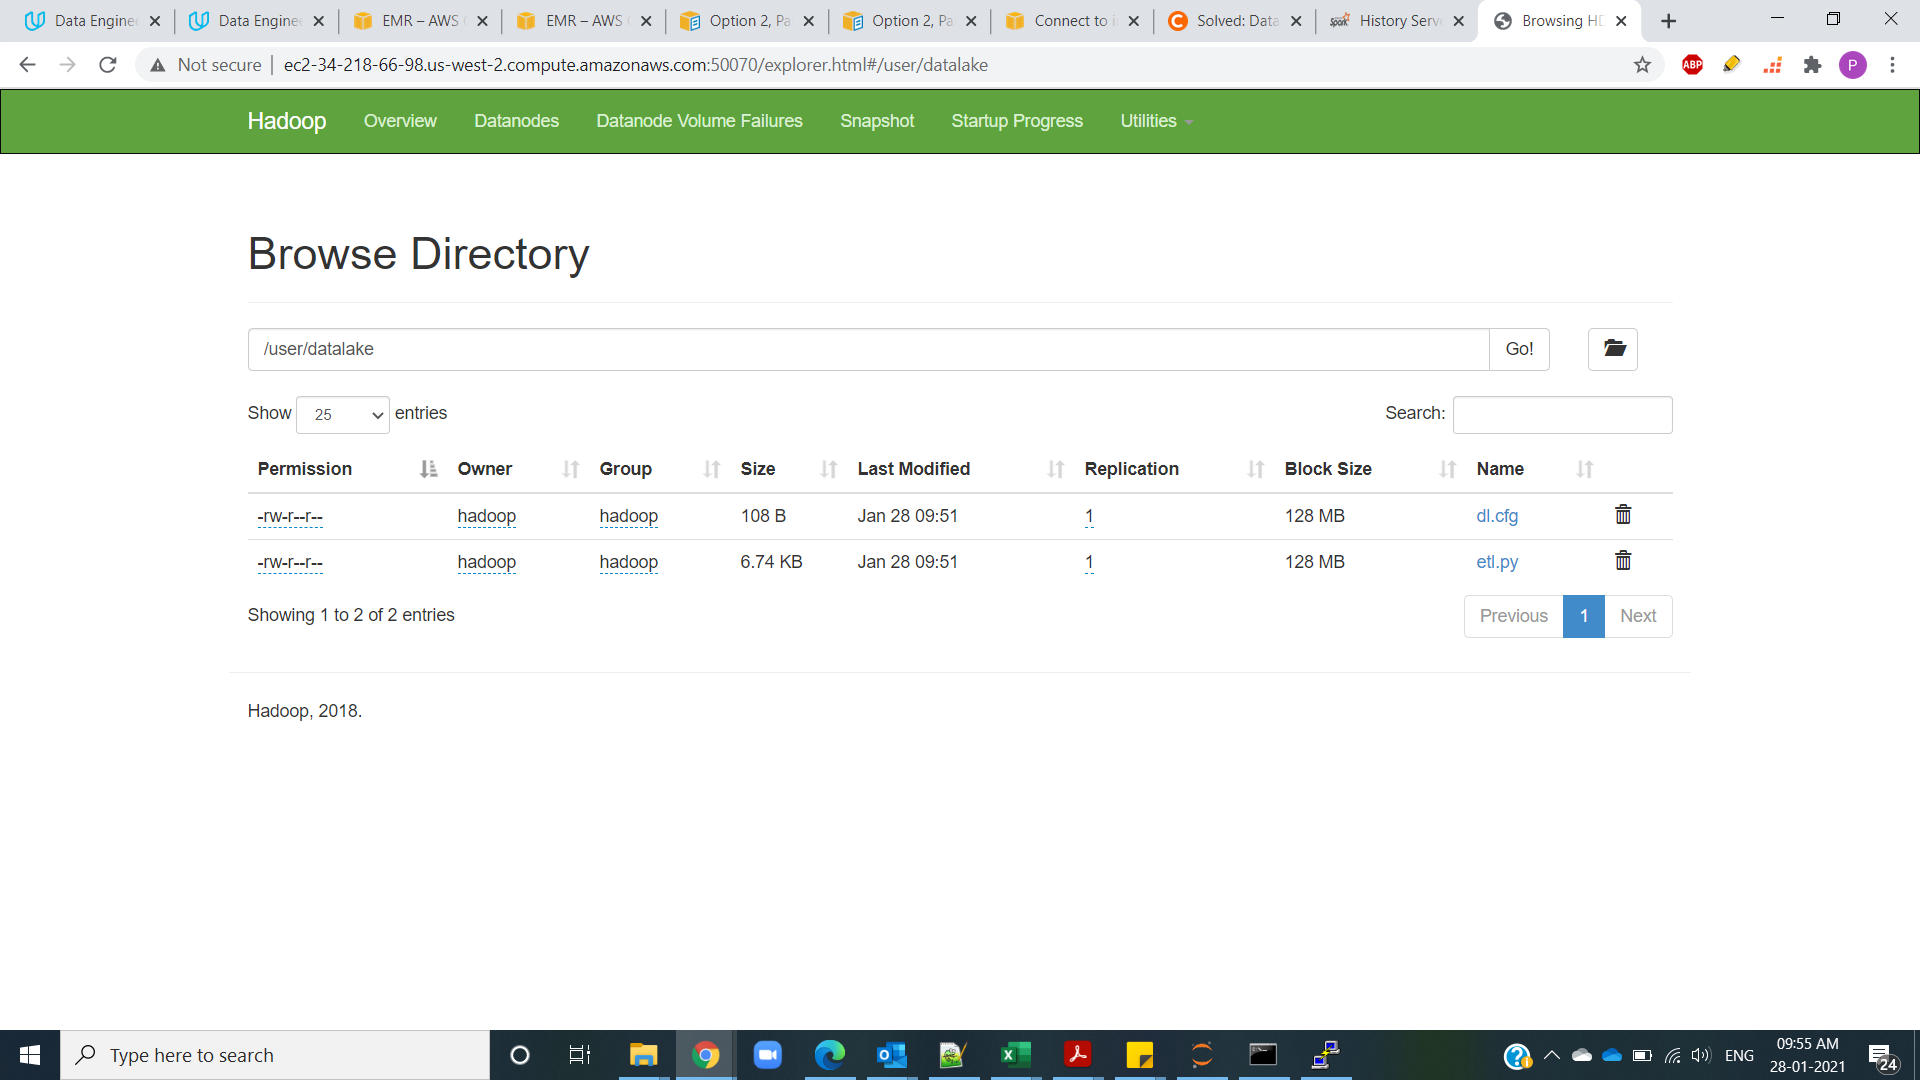 Data Engine
Data Engine
EMR – AWS
EMR – AWS
Option 2, Pa
Option 2, Pa
Connect to i
Solved: Data
Spark
History Serv
Browsing HD
Not secure
ec2-34-218-66-98.us-west-2.compute.amazonaws.com:50070/explorer.html#/user/datalake
ABP
P
Hadoop Overview Datanodes Datanode Volume Failures Snapshot Startup Progress Utilities
Browse Directory
/user/datalake Go!
Show 25 entries Search:
Permission Owner Group Size Last Modified Replication Block Size Name
-rw-r--r-- hadoop hadoop 108 B Jan 28 09:51 1 128 MB dl.cfg
-rw-r--r-- hadoop hadoop 6.74 KB Jan 28 09:51 1 128 MB etl.py
Showing 1 to 2 of 2 entries Previous 1 Next
Hadoop, 2018.
Type here to search
ENG
09:55 AM
28-01-2021
24